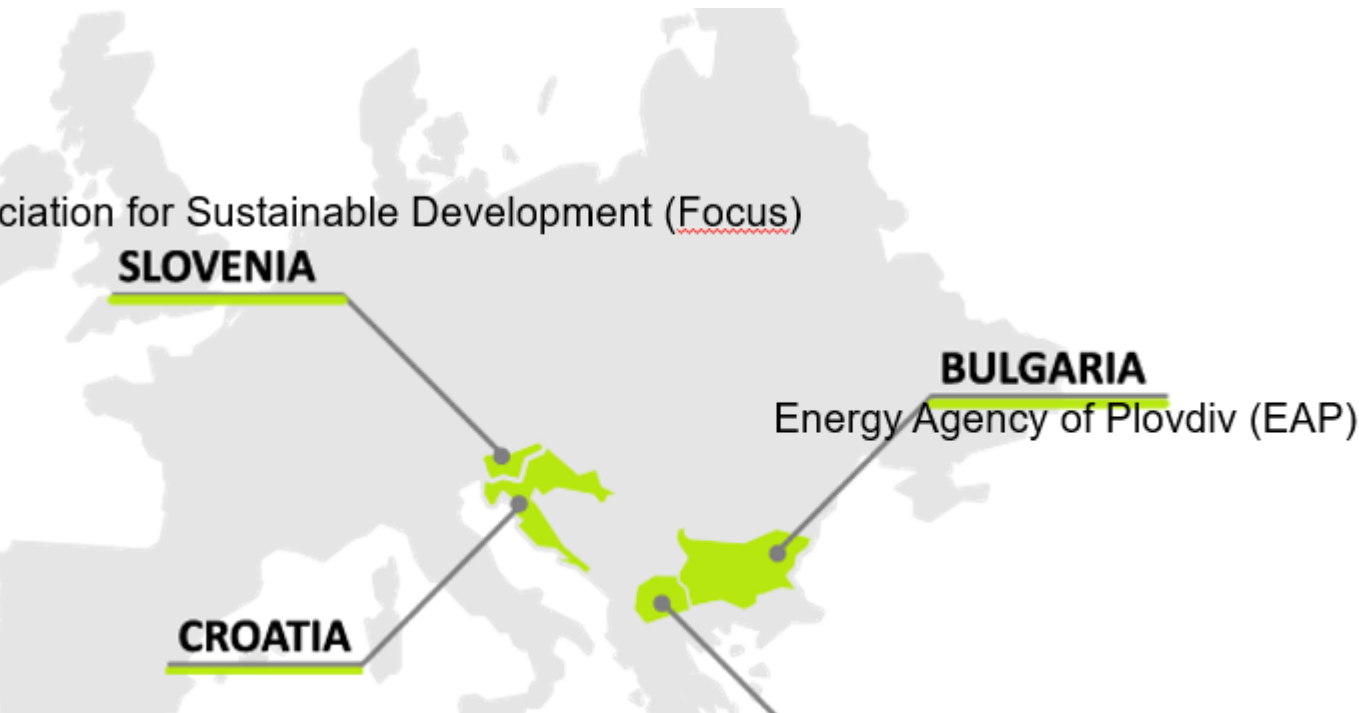 ciation for Sustainable Development (Focus)
SLOVENIA
BULGARIA
Energy Agency of Plovdiv (EAP)
CROATIA